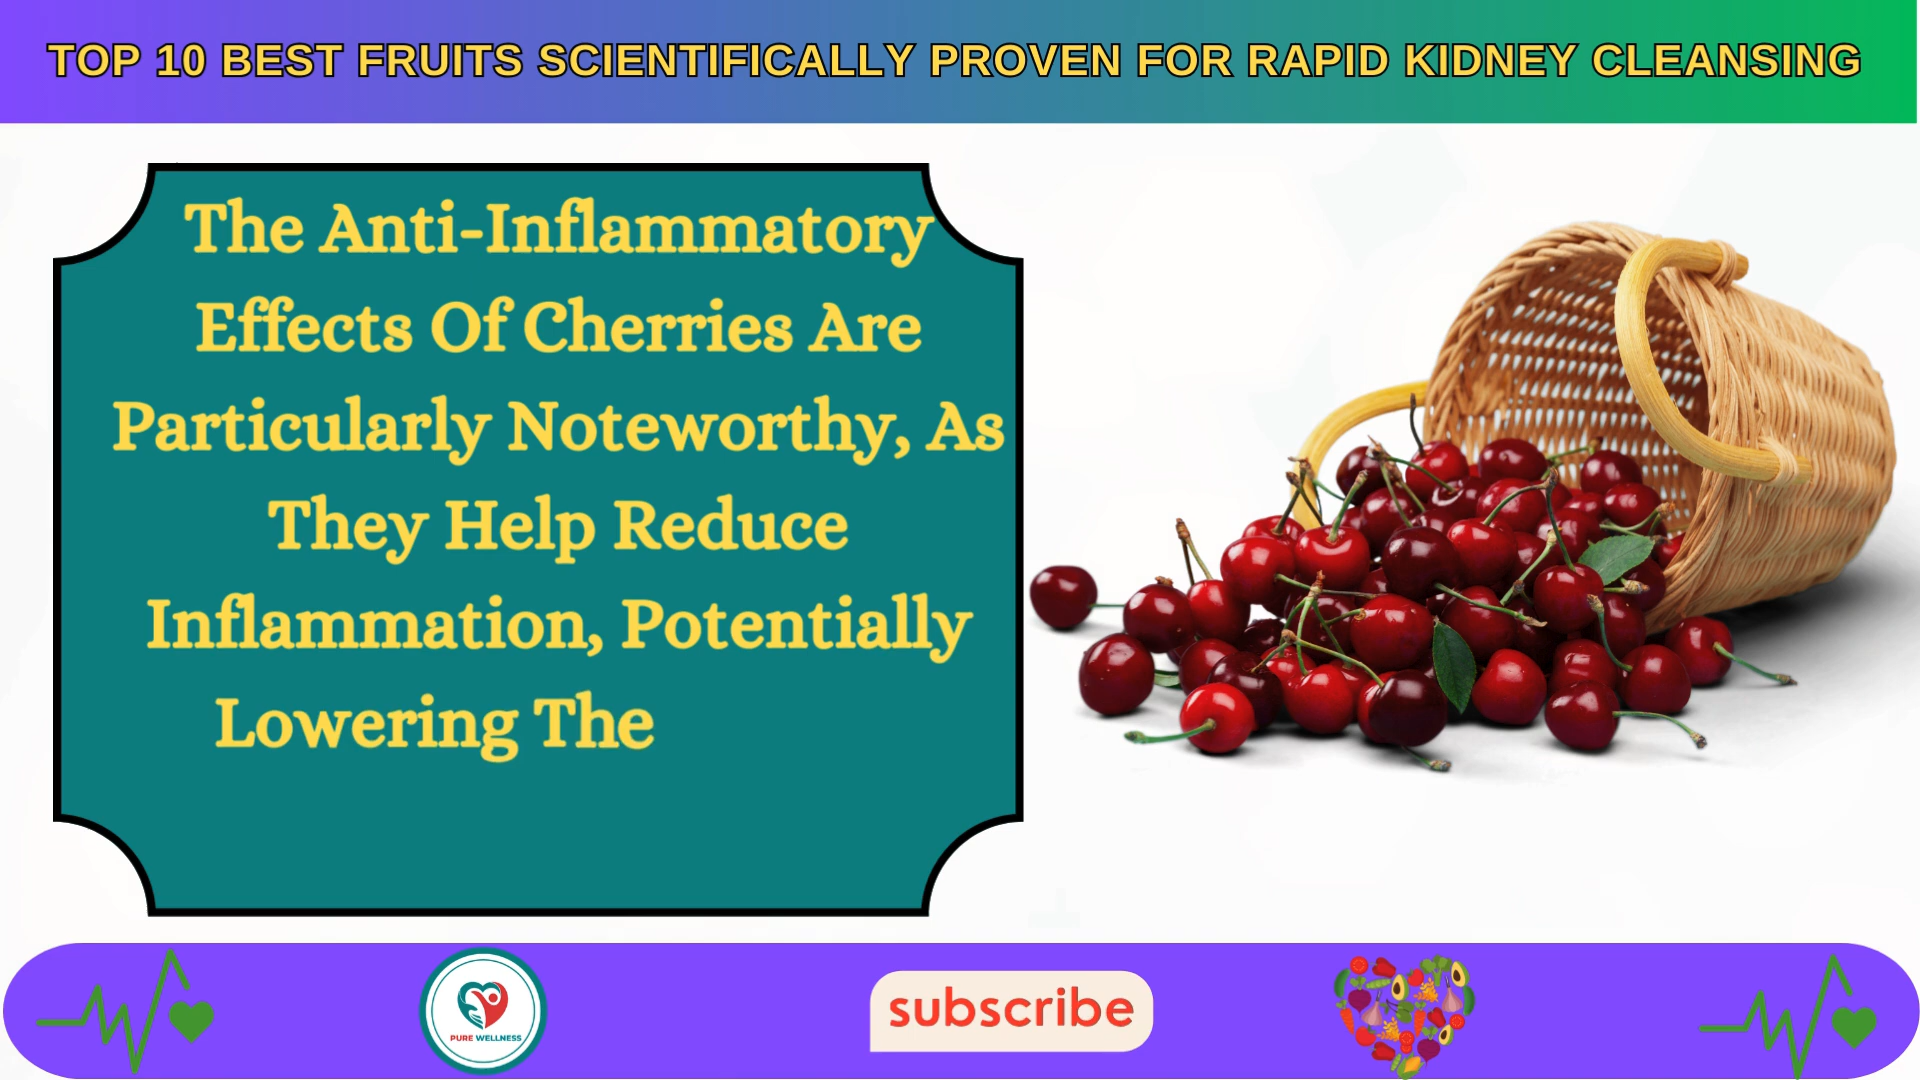 TOP 10 BEST FRUITS SCIENTIFICALLY PROVEN FOR RAPID KIDNEY CLEANSING
The Anti-Inflammatory
Effects Of Cherries Are
Particularly Noteworthy, As
They Help Reduce
Inflammation, Potentially
Lowering The
PURE WELLNESS
subscribe